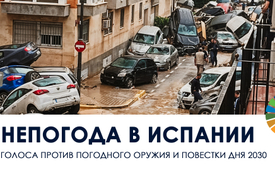 НЕПОГОДА В ИСПАНИИ
ГОЛОСА ПРОТИВ ПОГОДНОГО ОРУЖИЯ И ПОВЕСТКИ ДНЯ 2030